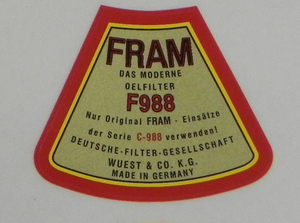 FRAM
DAS MODERNE
OELFILTER
F988
Nur Original FRAM - Einsätze
der Serie C-988 verwenden!
DEUTSCHE-FILTER-GESELLSCHAFT
WUEST & CO. K.G.
MADE IN GERMANY